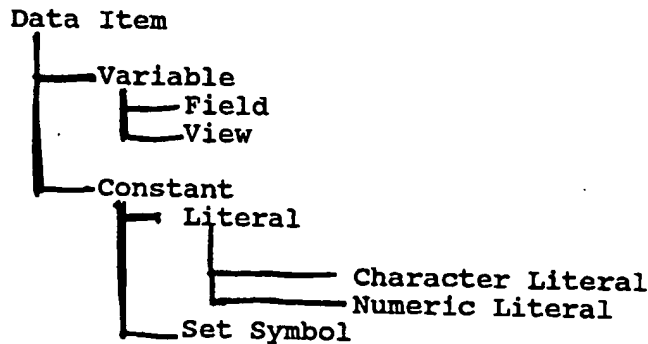 Data Item
Variable
Field
View
Constant
Literal
Character Literal
Numeric Literal
Set Symbol